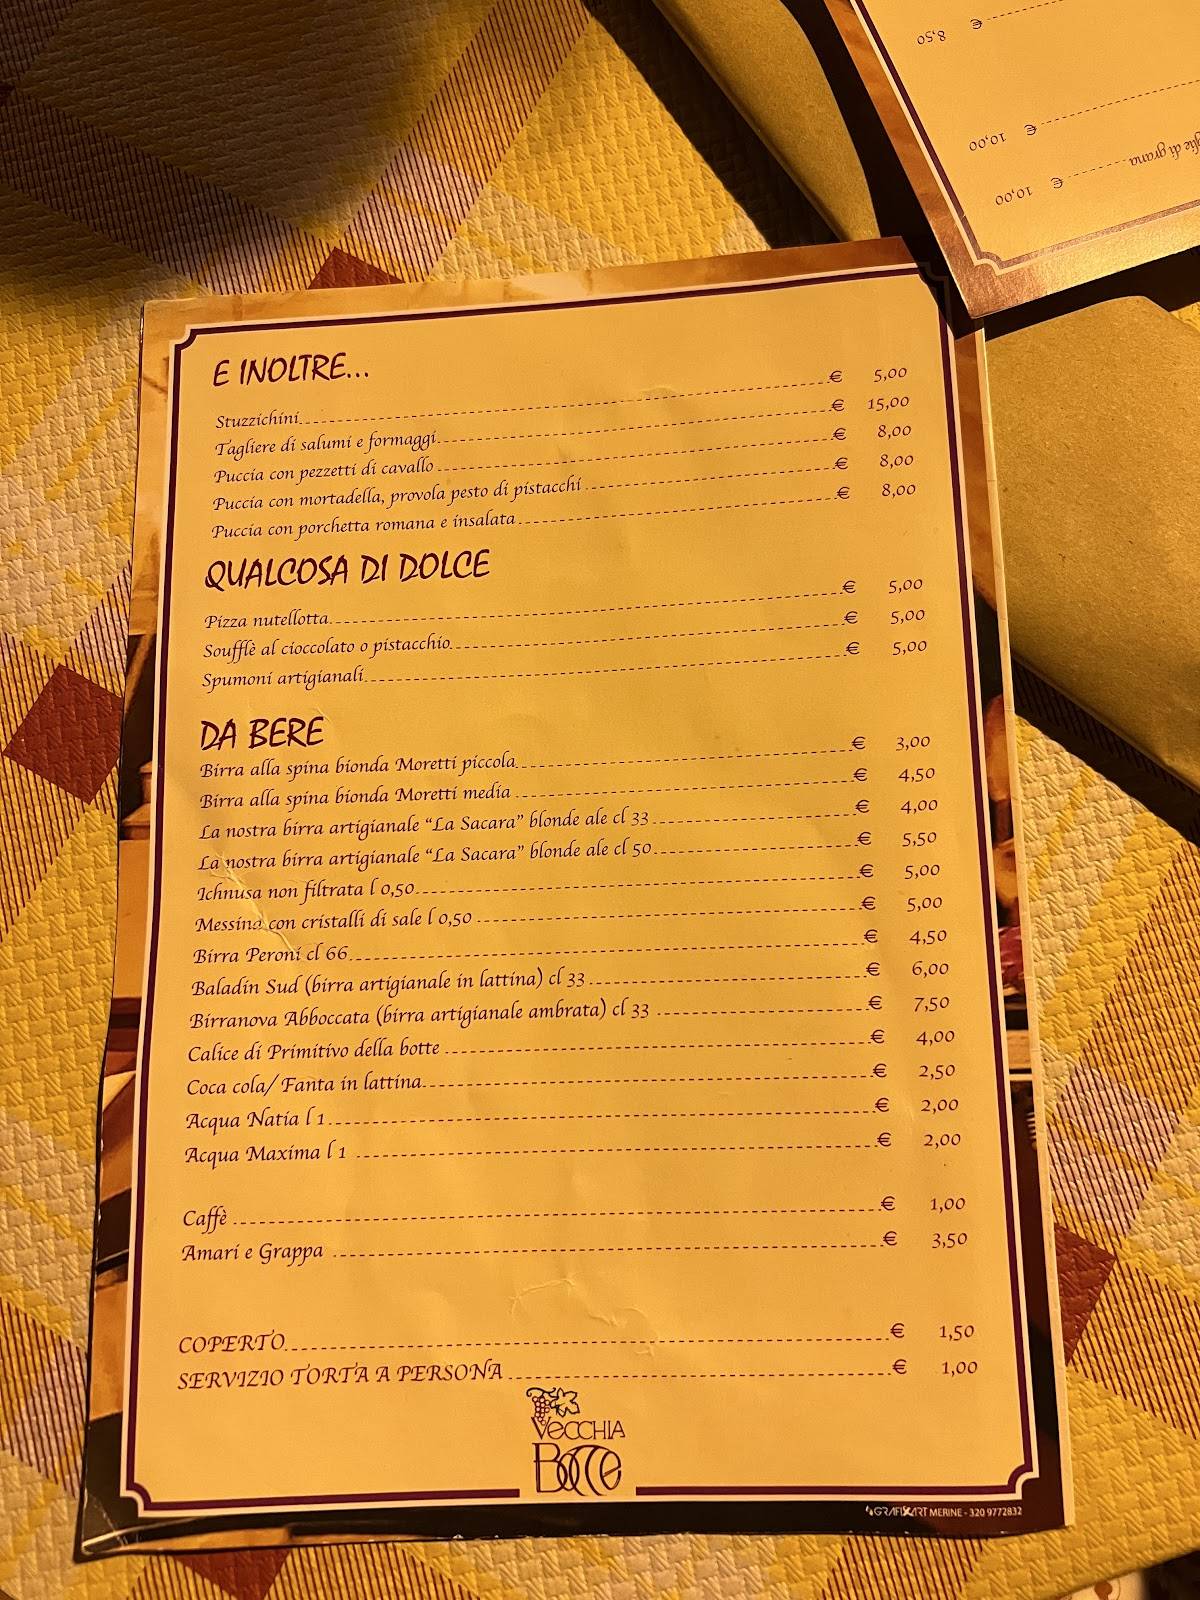 € 8,50
€ 10,00
di grana € 10,00
E INOLTRE...
Stuzzichini € 5,00
Tagliere di salumi e formaggi € 15,00
Puccia con pezzetti di cavallo € 8,00
Puccia con mortadella, provola pesto di pistacchi € 8,00
Puccia con porchetta romana e insalata € 8,00
QUALCOSA DI DOLCE
Pizza nutellotta € 5,00
Soufflè al cioccolato o pistacchio € 5,00
Spumoni artigianali € 5,00
DA BERE
Birra alla spina bionda Moretti piccola € 3,00
Birra alla spina bionda Moretti media € 4,50
La nostra birra artigianale “La Sacara” blonde ale cl 33 € 4,00
La nostra birra artigianale “La Sacara” blonde ale cl 50 € 5,50
Ichnusa non filtrata l 0,50 € 5,00
Messina con cristalli di sale l 0,50 € 5,00
Birra Peroni cl 66 € 4,50
Baladin Sud (birra artigianale in lattina) cl 33 € 6,00
Birranova Abboccata (birra artigianale ambrata) cl 33 € 7,50
Calice di Primitivo della botte € 4,00
Coca cola/ Fanta in lattina € 2,50
Acqua Natia l 1 € 2,00
Acqua Maxima l 1 € 2,00
Caffè € 1,00
Amari e Grappa € 3,50
COPERTO € 1,50
SERVIZIO TORTA A PERSONA € 1,00
VECCHIA
Bocce
GRAFIXART MERINE - 320 9772832